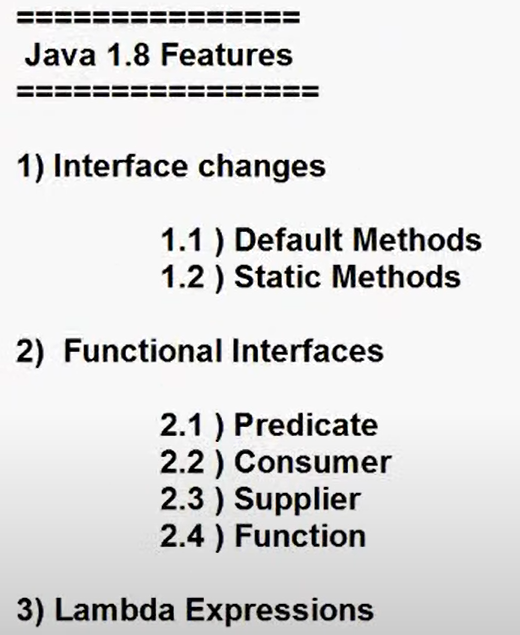 ===============
Java 1.8 Features
================
1) Interface changes
1.1 ) Default Methods
1.2 ) Static Methods
2) Functional Interfaces
2.1 ) Predicate
2.2 ) Consumer
2.3 ) Supplier
2.4 ) Function
3) Lambda Expressions